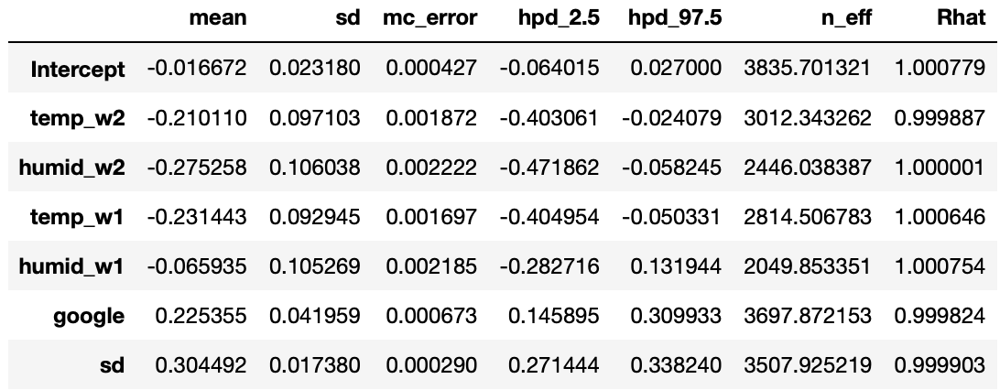 mean sd mc_error hpd_2.5 hpd_97.5 n_eff Rhat
Intercept -0.016672 0.023180 0.000427 -0.064015 0.027000 3835.701321 1.000779
temp_w2 -0.210110 0.097103 0.001872 -0.403061 -0.024079 3012.343262 0.999887
humid_w2 -0.275258 0.106038 0.002222 -0.471862 -0.058245 2446.038387 1.000001
temp_w1 -0.231443 0.092945 0.001697 -0.404954 -0.050331 2814.506783 1.000646
humid_w1 -0.065935 0.105269 0.002185 -0.282716 0.131944 2049.853351 1.000754
google 0.225355 0.041959 0.000673 0.145895 0.309933 3697.872153 0.999824
sd 0.304492 0.017380 0.000290 0.271444 0.338240 3507.925219 0.999903